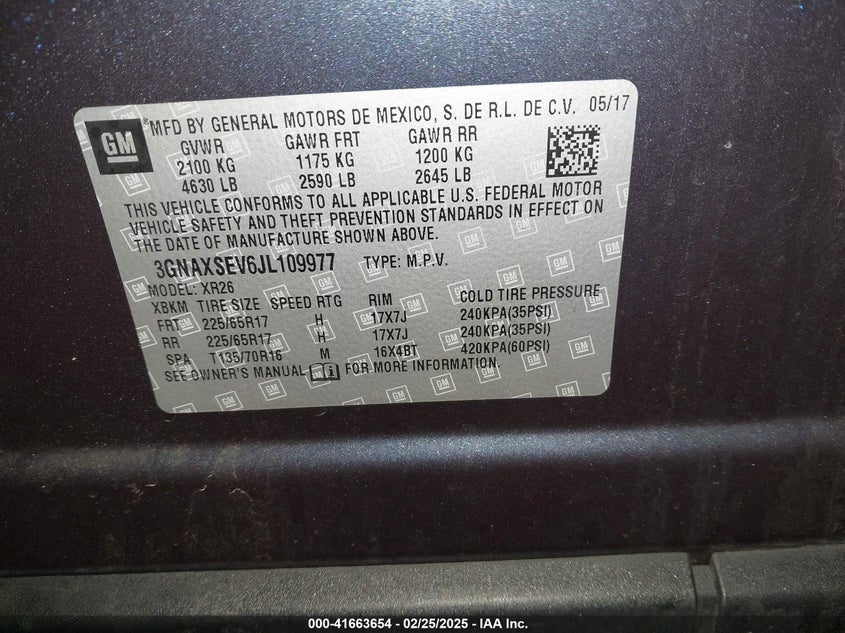 GM
®MFD BY GENERAL MOTORS DE MEXICO, S. DE R.L. DE C.V. 05/17
GVWR GAWR FRT GAWR RR
2100 KG 1175 KG 1200 KG
4630 LB 2590 LB 2645 LB
THIS VEHICLE CONFORMS TO ALL APPLICABLE U.S. FEDERAL MOTOR
VEHICLE SAFETY AND THEFT PREVENTION STANDARDS IN EFFECT ON
THE DATE OF MANUFACTURE SHOWN ABOVE.
3GNAXSEV6JL109977 TYPE: M.P.V.
MODEL: XR26
XBKM TIRE SIZE SPEED RTG RIM COLD TIRE PRESSURE
FRT 225/65R17 H 17X7J 240KPA(35PSI)
RR 225/65R17 H 17X7J 240KPA(35PSI)
SPA T135/70R16 M 16X4BT 420KPA(60PSI)
SEE OWNER'S MANUAL FOR MORE INFORMATION.
000-41663654 - 02/25/2025 - IAA Inc.